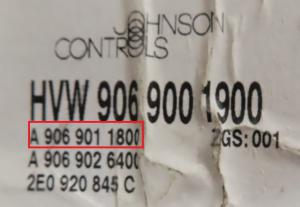 JOHNSON
CONTROLS
HVW 906 900 1900
A 906 901 1800 ZGS: 001
A 906 902 6400
2E0 920 845 C